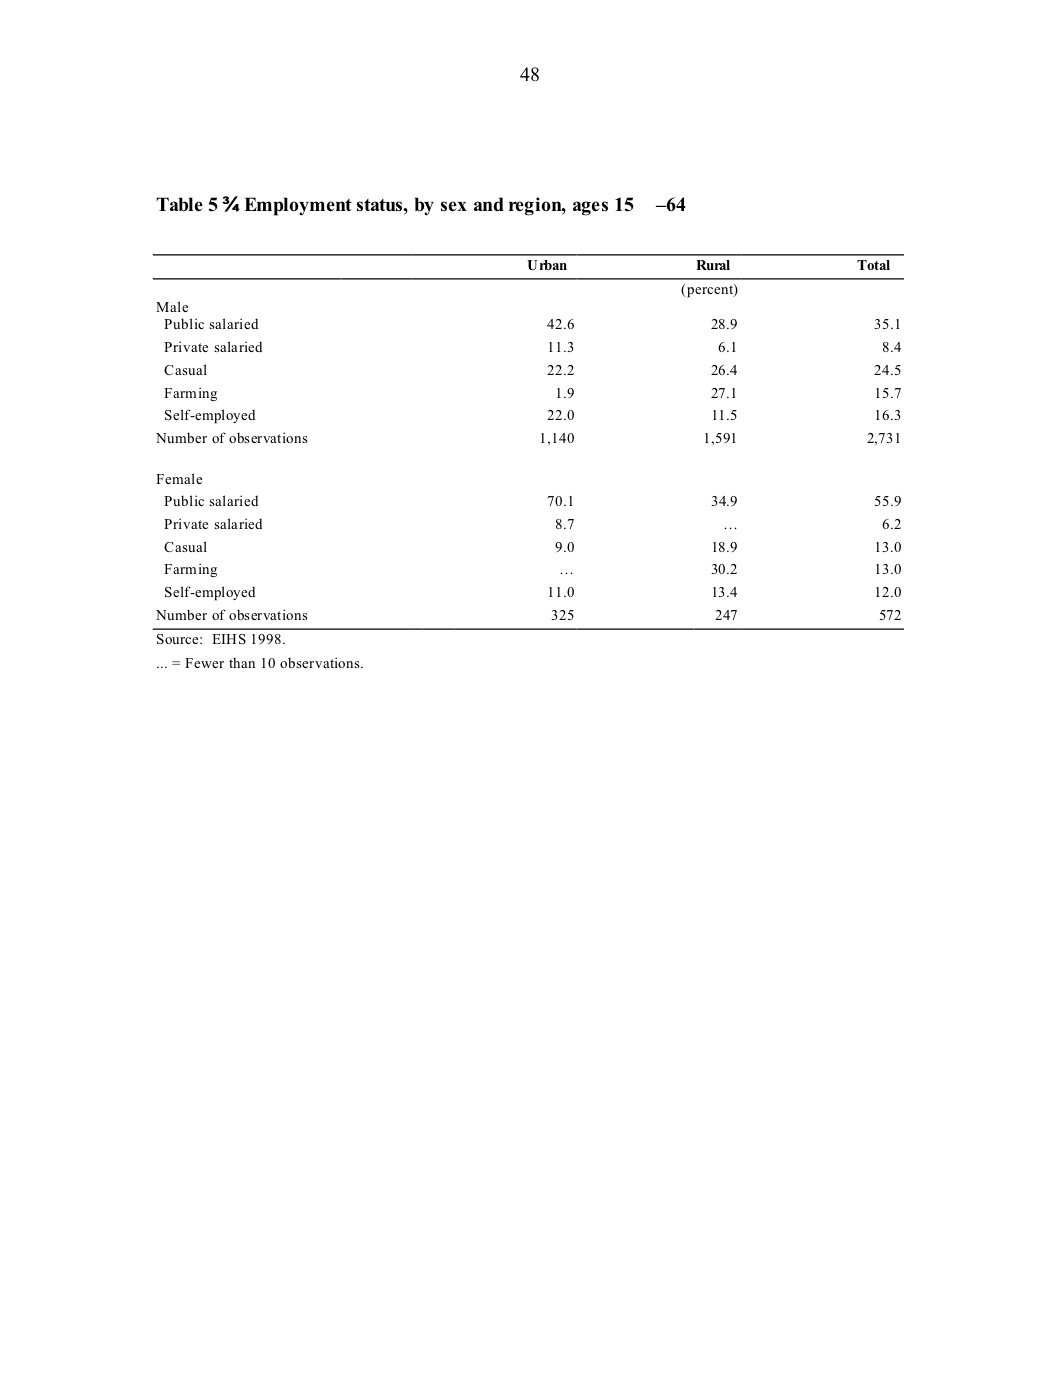 48
Table 5 ¾ Employment status, by sex and region, ages 15 –64
Urban Rural Total
(percent)
Male
Public salaried 42.6 28.9 35.1
Private salaried 11.3 6.1 8.4
Casual 22.2 26.4 24.5
Farming 1.9 27.1 15.7
Self-employed 22.0 11.5 16.3
Number of observations 1,140 1,591 2,731
Female
Public salaried 70.1 34.9 55.9
Private salaried 8.7 … 6.2
Casual 9.0 18.9 13.0
Farming … 30.2 13.0
Self-employed 11.0 13.4 12.0
Number of observations 325 247 572
Source: EIHS 1998.
... = Fewer than 10 observations.